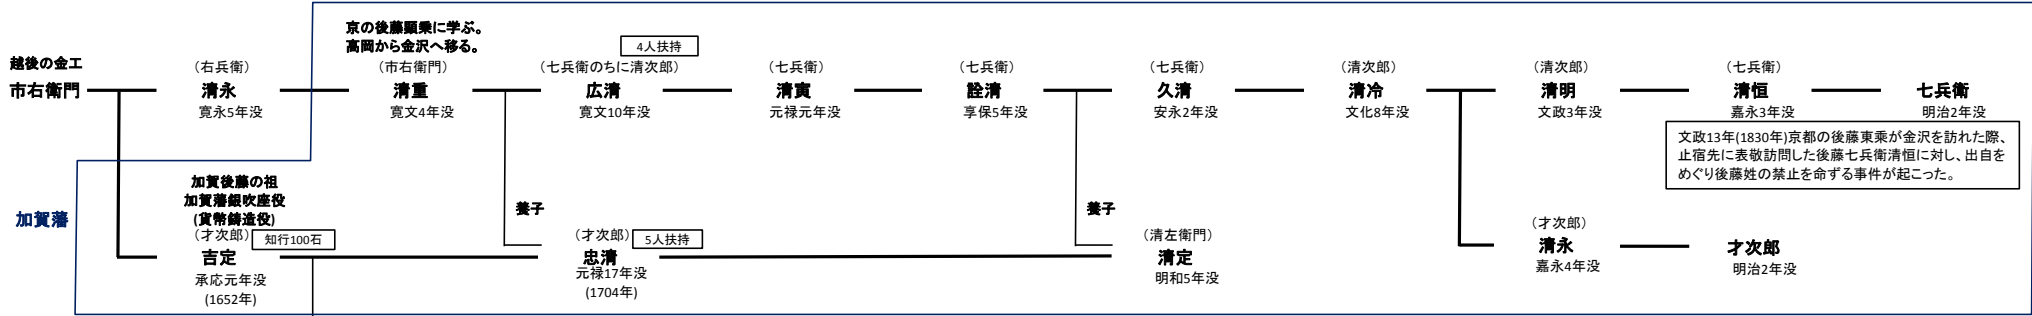 京の後藤顕乗に学ぶ。
高岡から金沢へ移る。
4人扶持
越後の金工
市右衛門
(右兵衛)
清永
寛永5年没
(市右衛門)
清重
寛文4年没
(七兵衛のちに清次郎)
広清
寛文10年没
(七兵衛)
清寅
元禄元年没
(七兵衛)
詮清
享保5年没
(七兵衛)
久清
安永2年没
(清次郎)
清冷
文化8年没
(清次郎)
清明
文政3年没
(七兵衛)
清恒
嘉永3年没
七兵衛
明治2年没
文政13年(1830年)京都の後藤東乗が金沢を訪れた際、
止宿先に表敬訪問した後藤七兵衛清恒に対し、出自を
めぐり後藤姓の禁止を命ずる事件が起こった。
加賀藩
加賀後藤の祖
加賀藩銀吹座役
(貨幣鋳造役)
(才次郎)
知行100石
吉定
承応元年没
(1652年)
養子
(才次郎)
5人扶持
忠清
元禄17年没
(1704年)
養子
(清左衛門)
清定
明和5年没
(才次郎)
清永
嘉永4年没
才次郎
明治2年没